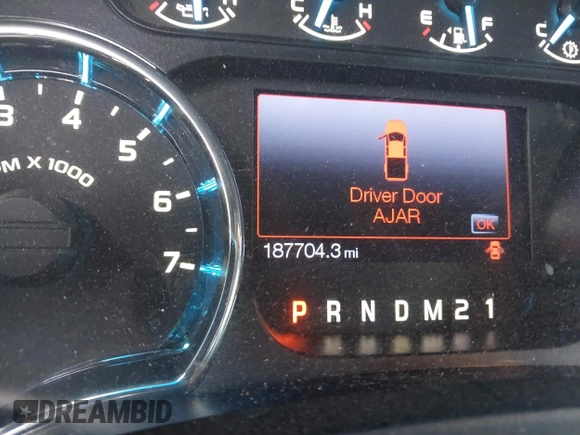 C H E F C
3 4 5 6 7
RPM X 1000
Driver Door
AJAR
OK
187704.3 mi
P R N D M 2 1
DREAMBID